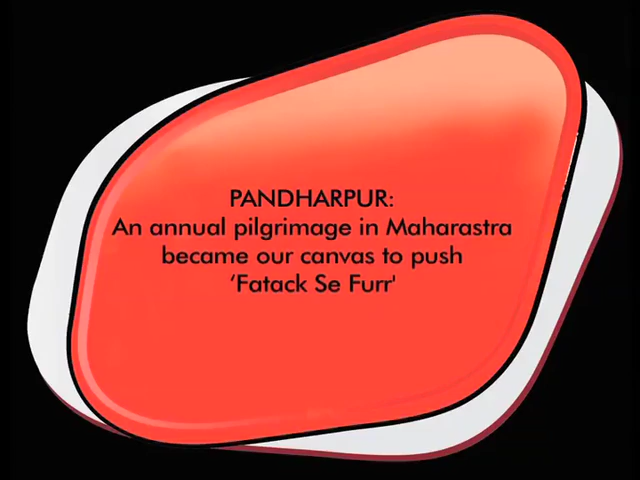 PANDHARPUR:
An annual pilgrimage in Maharastra
became our canvas to push
‘Fatack Se Furr'